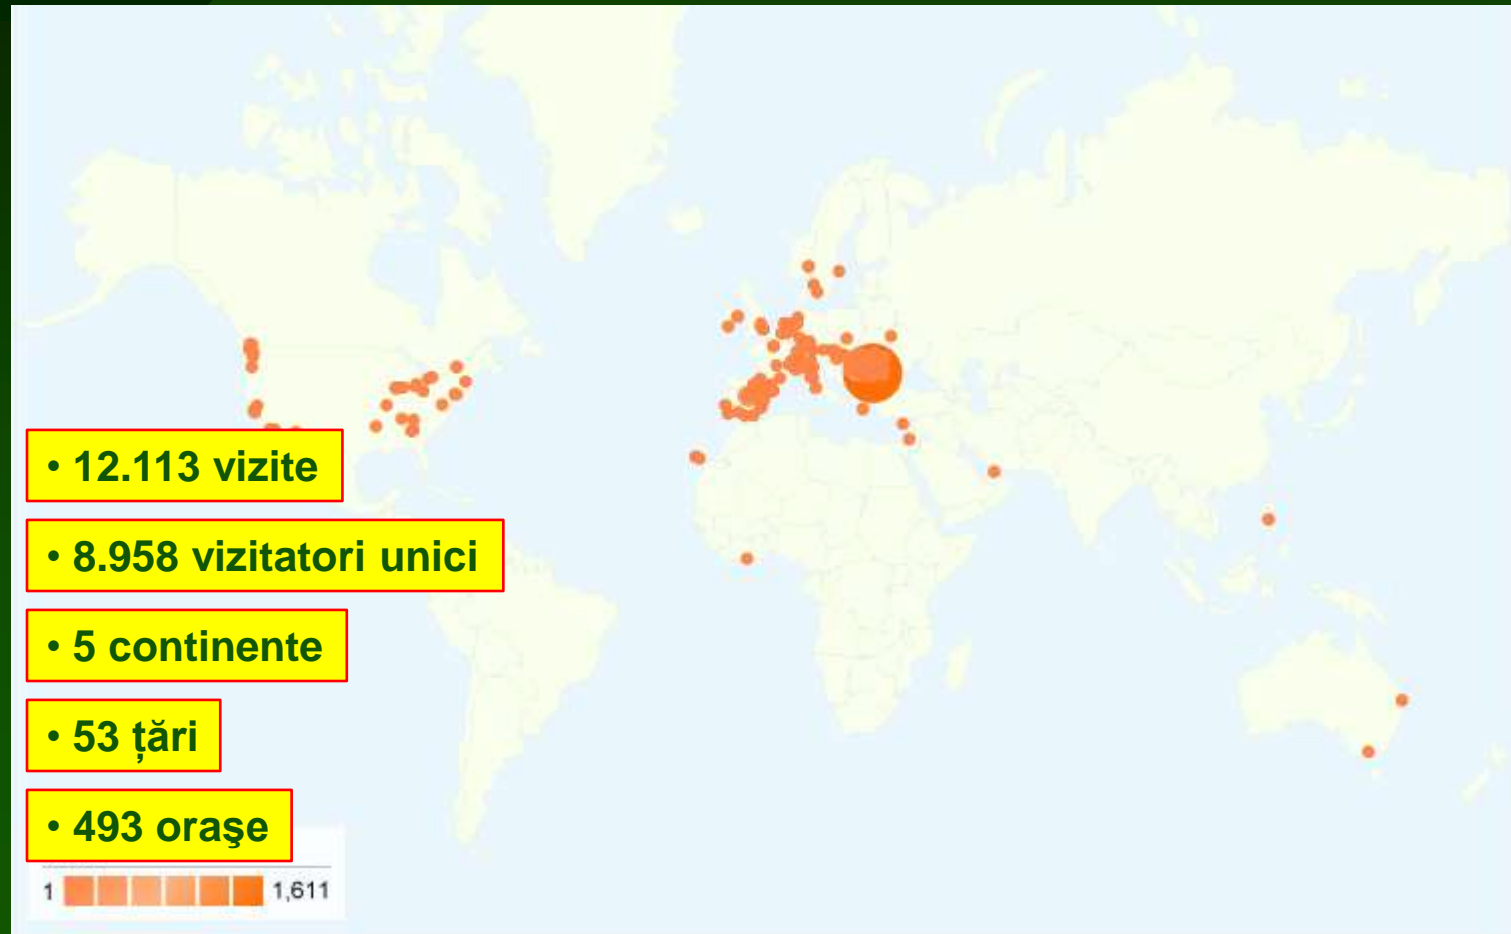 • 12.113 vizite
• 8.958 vizitatori unici
• 5 continente
• 53 țări
• 493 oraşe
1 1,611